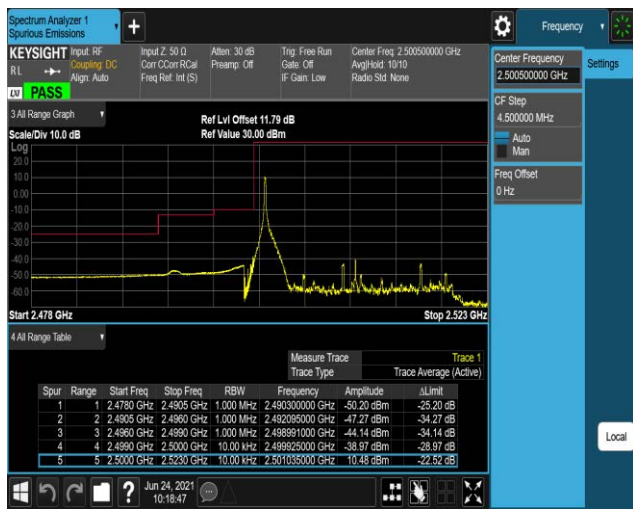 Spectrum Analyzer 1
Spurious Emissions
+
Frequency
KEYSIGHT
Input: RF
Coupling: DC
Align: Auto
Input Z: 50 Ω
Corr CCorr RCal
Freq Ref: Int (S)
Atten: 30 dB
Preamp: Off
Trig: Free Run
Gate: Off
IF Gain: Low
Center Freq: 2.500500000 GHz
Avg|Hold: 10/10
Radio Std: None
RL
LXI
PASS
Center Frequency
2.500500000 GHz
Settings
CF Step
4.500000 MHz
Auto
Man
Freq Offset
0 Hz
Local
3 All Range Graph
Scale/Div 10.0 dB
Ref Lvl Offset 11.79 dB
Ref Value 30.00 dBm
Log
20.0
10.0
0.00
-10.0
-20.0
-30.0
-40.0
-50.0
-60.0
Start 2.478 GHz
Stop 2.523 GHz
4 All Range Table
Measure Trace Trace 1
Trace Type Trace Average (Active)
Spur Range Start Freq Stop Freq RBW Frequency Amplitude ΔLimit
1 1 2.4780 GHz 2.4905 GHz 1.000 MHz 2.490300000 GHz -50.20 dBm -25.20 dB
2 2 2.4905 GHz 2.4960 GHz 1.000 MHz 2.492095000 GHz -47.27 dBm -34.27 dB
3 3 2.4960 GHz 2.4990 GHz 1.000 MHz 2.498991000 GHz -44.14 dBm -34.14 dB
4 4 2.4990 GHz 2.5000 GHz 10.00 kHz 2.499925000 GHz -38.97 dBm -28.97 dB
5 5 2.5000 GHz 2.5230 GHz 10.00 kHz 2.501035000 GHz 10.48 dBm -22.52 dB
?
Jun 24, 2021
10:18:47